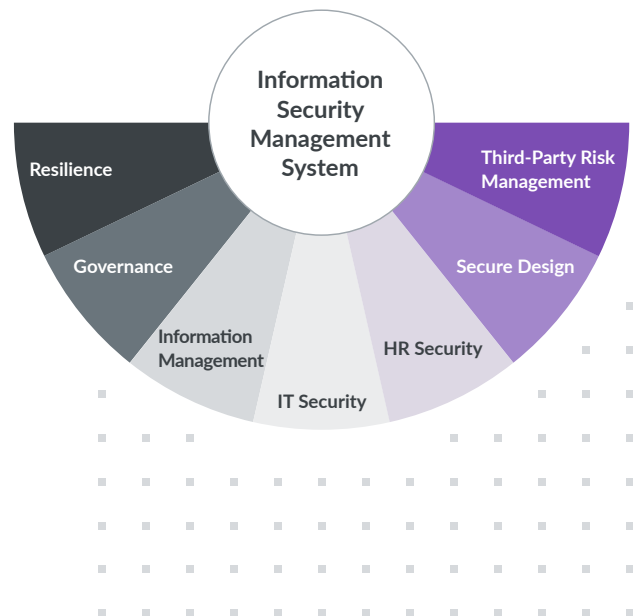 Information
Security
Management
System
Resilience
Governance
Information
Management
IT Security
HR Security
Secure Design
Third-Party Risk
Management